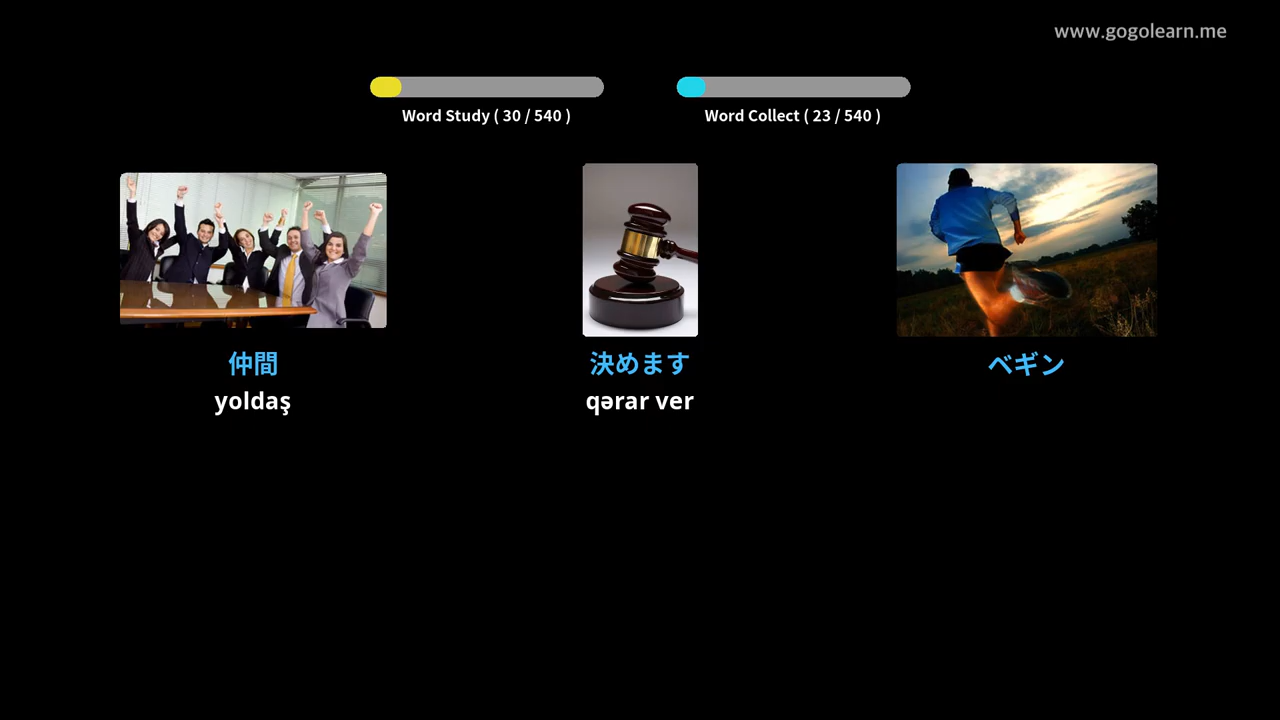 www.gogolearn.me
Word Study ( 30 / 540 )
Word Collect ( 23 / 540 )
仲間
決めます
ベギン
yoldaş
qərar ver